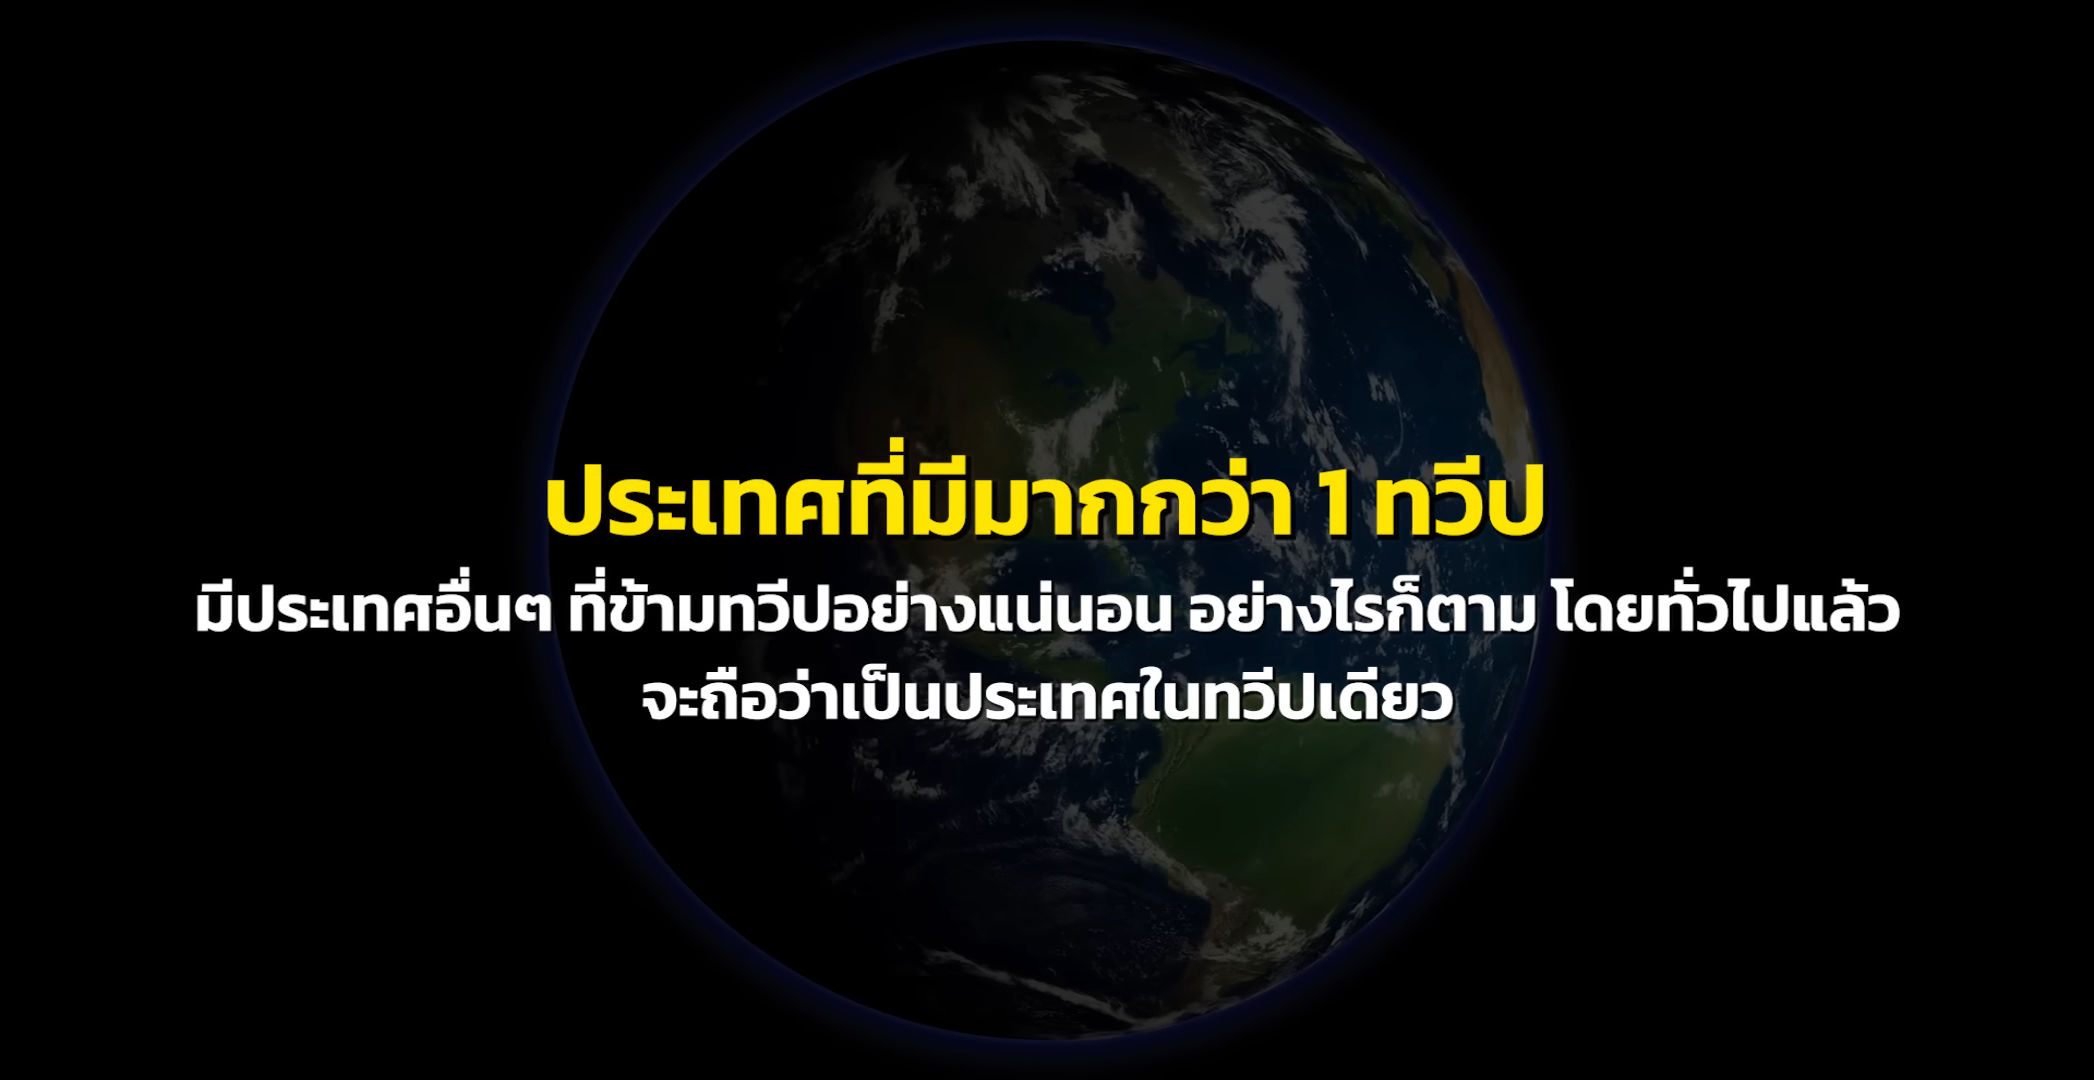 ประเทศที่มีมากกว่า 1 ทวีป
มีประเทศอื่นๆ ที่ข้ามทวีปอย่างแน่นอน อย่างไรก็ตาม โดยทั่วไปแล้ว
จะถือว่าเป็นประเทศในทวีปเดียว